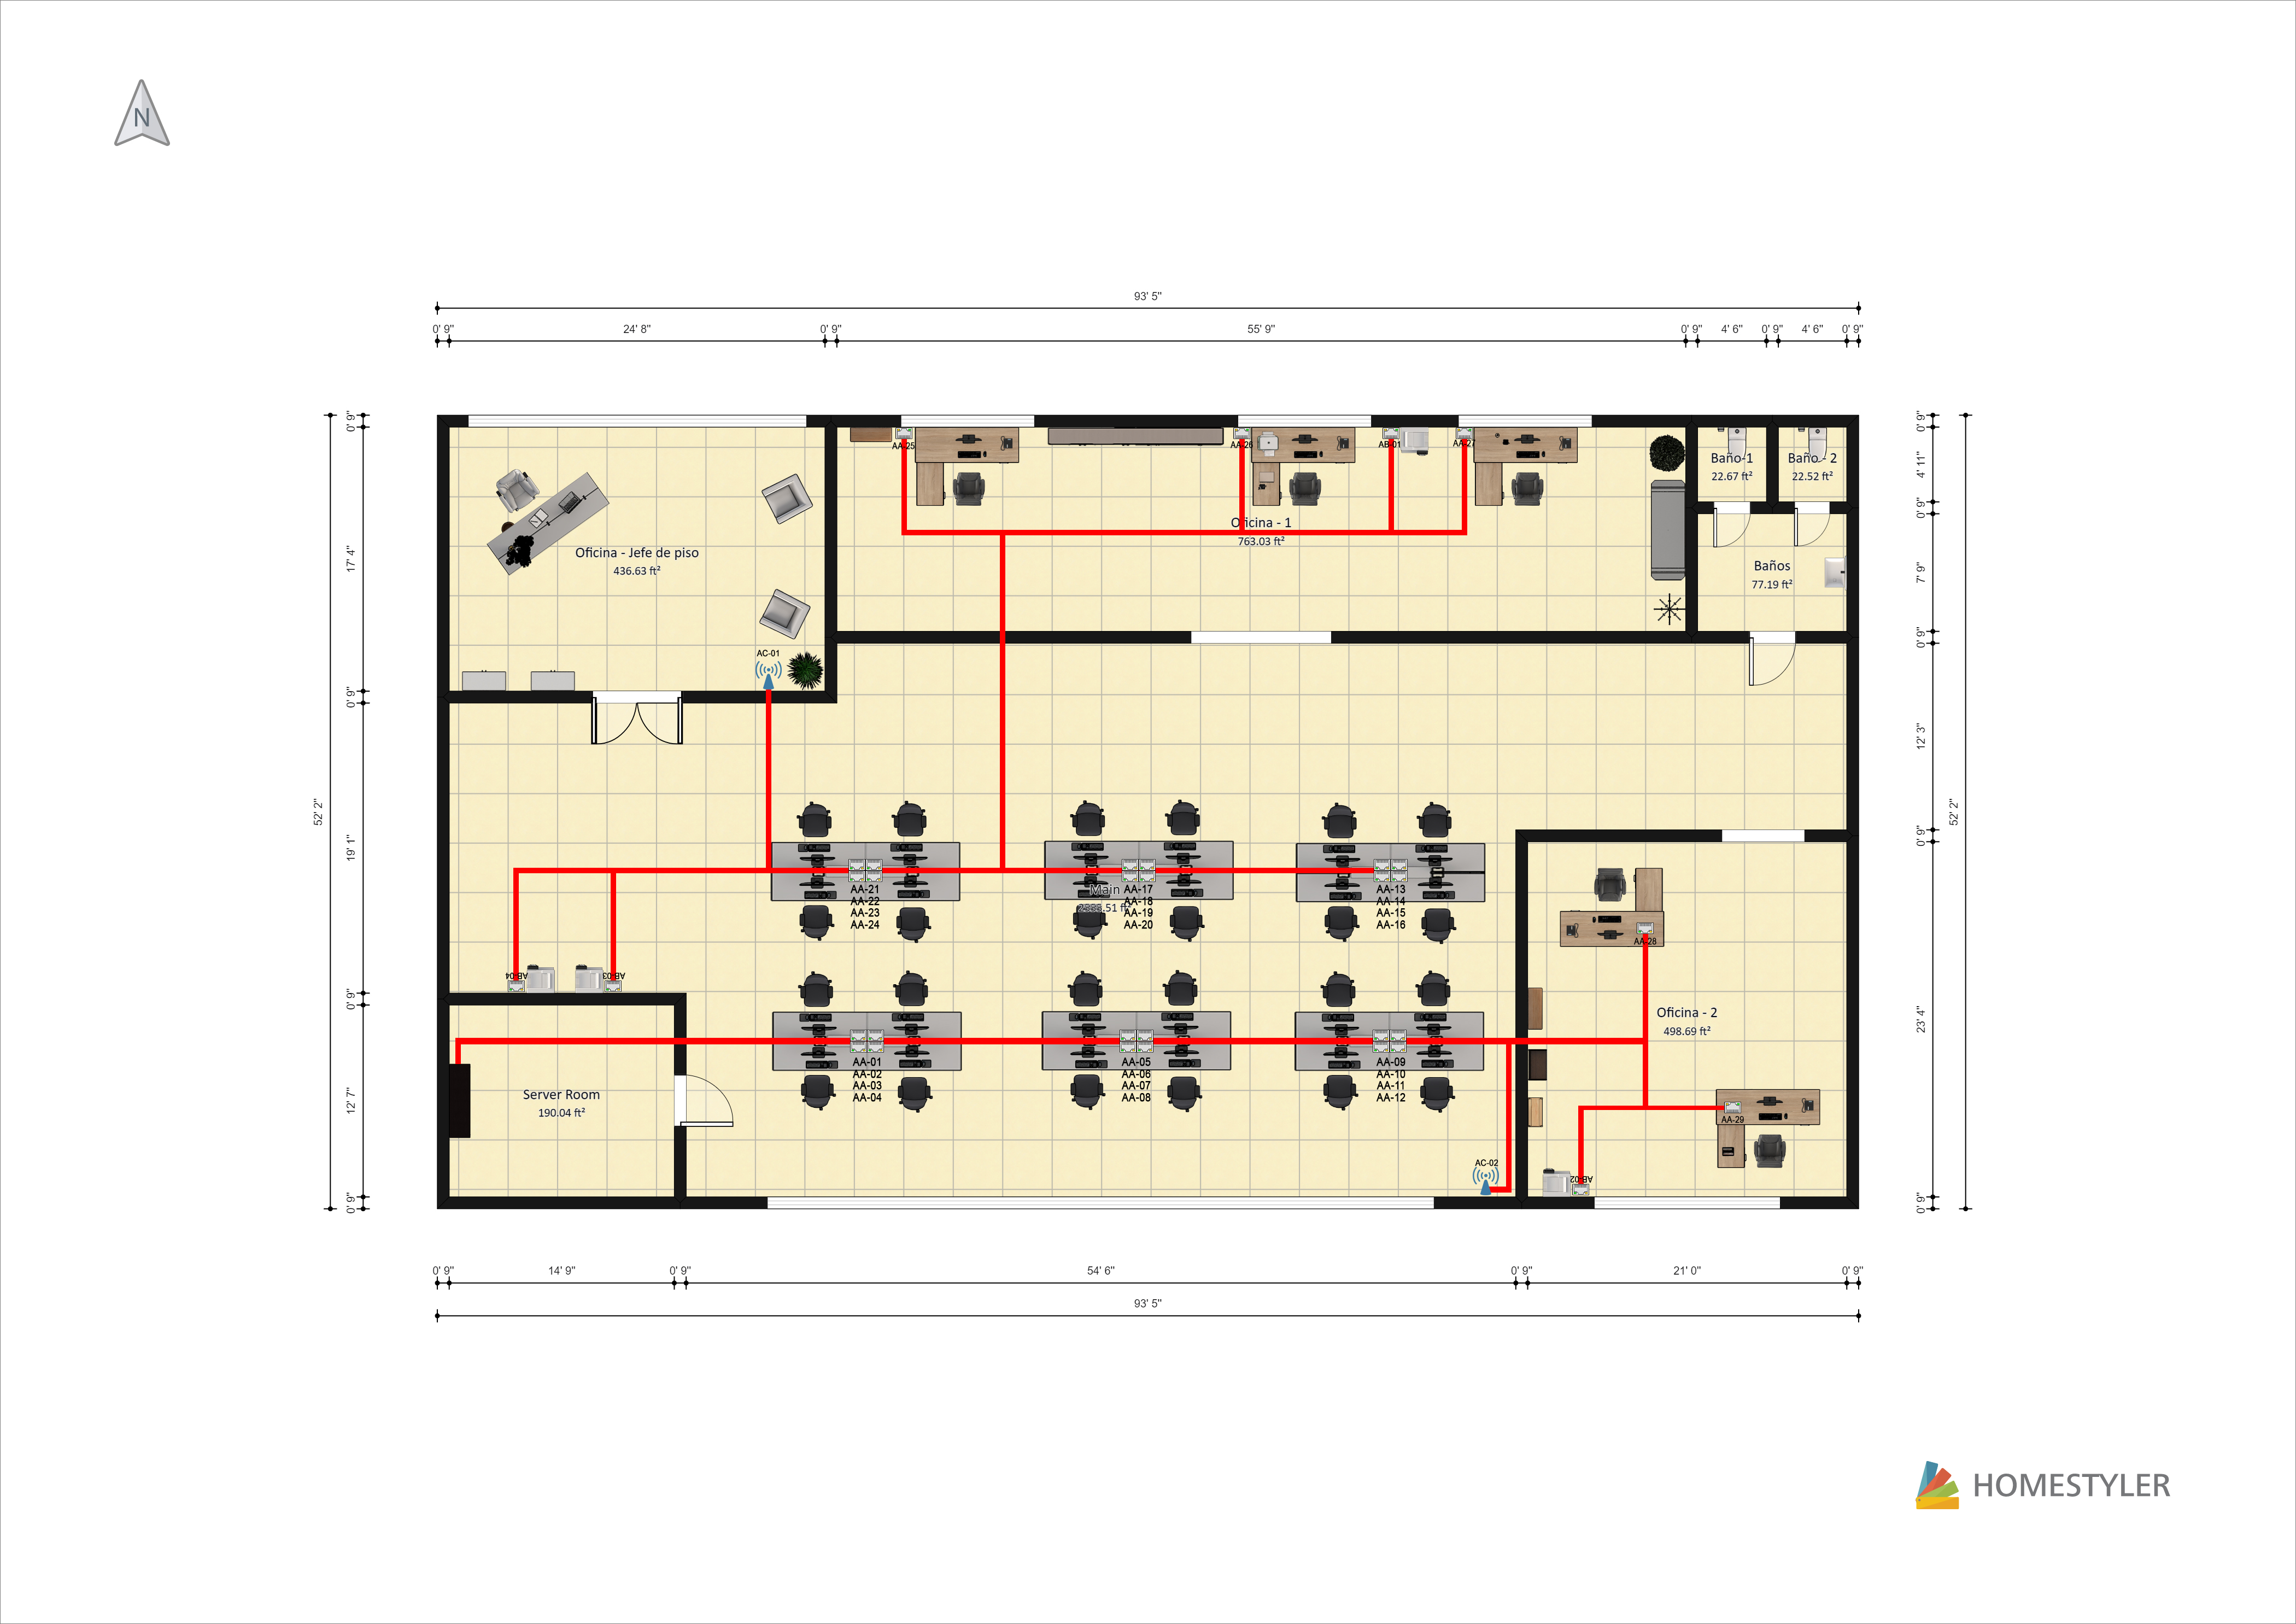 N
93' 5"
0' 9"
24' 8"
0' 9"
55' 9"
0' 9"
4' 6"
0' 9"
4' 6"
0' 9"
0' 9"
17' 4"
0' 9"
19' 1"
0' 9"
12' 7"
0' 9"
52' 2"
0' 9"
4' 11"
0' 9"
7' 9"
0' 9"
12' 3"
0' 9"
23' 4"
0' 9"
52' 2"
AA-25
AA-26
AB-01
AA-27
Baño-1
22.67 ft²
Baño - 2
22.52 ft²
Oficina - 1
763.03 ft²
Oficina - Jefe de piso
436.63 ft²
Baños
77.19 ft²
AC-01
AA-21
AA-22
AA-23
AA-24
Main
AA-17
AA-18
AA-19
AA-20
AA-13
AA-14
AA-15
AA-16
AA-28
AB-04
AB-03
Oficina - 2
498.69 ft²
AA-01
AA-02
AA-03
AA-04
AA-05
AA-06
AA-07
AA-08
AA-09
AA-10
AA-11
AA-12
Server Room
190.04 ft²
AA-29
AC-02
AB-02
0' 9"
14' 9"
0' 9"
54' 6"
0' 9"
21' 0"
0' 9"
93' 5"
HOMESTYLER